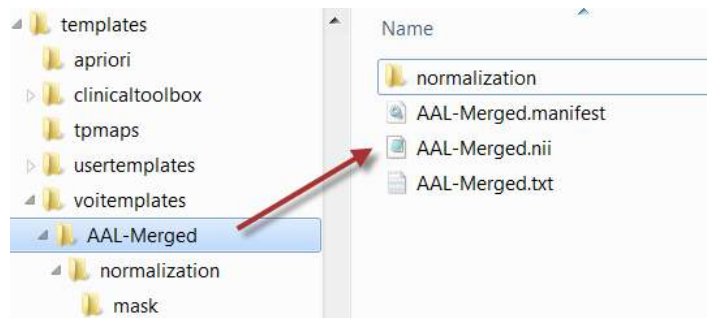 templates
apriori
clinicaltoolbox
tpmaps
usertemplates
voitemplates
AAL-Merged
normalization
mask
Name
normalization
AAL-Merged.manifest
AAL-Merged.nii
AAL-Merged.txt